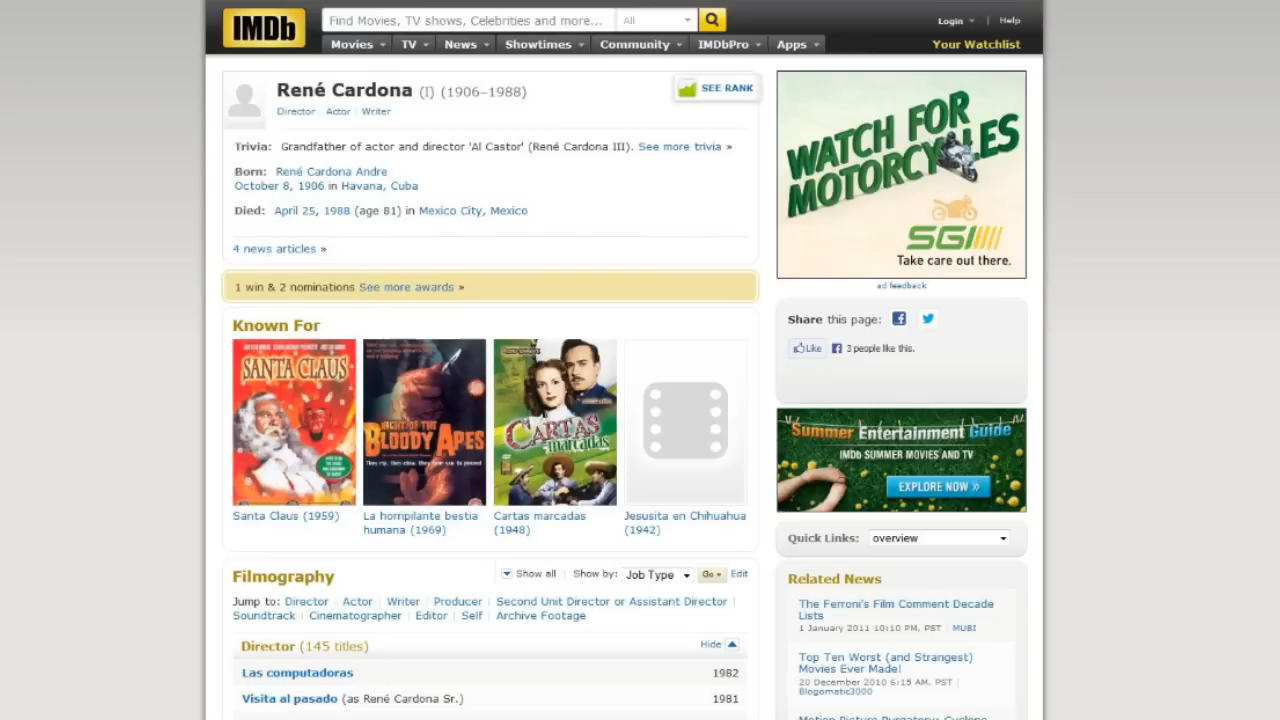 IMDb
Find Movies, TV shows, Celebrities and more...
All
Login
Help
Movies
TV
News
Showtimes
Community
IMDbPro
Apps
Your Watchlist
René Cardona (I) (1906–1988)
Director | Actor | Writer
SEE RANK
Trivia: Grandfather of actor and director 'Al Castor' (René Cardona III). See more trivia »
Born: René Cardona Andre
October 8, 1906 in Havana, Cuba
Died: April 25, 1988 (age 81) in Mexico City, Mexico
4 news articles »
1 win & 2 nominations See more awards »
Known For
SANTA CLAUS
NIGHT OF THE
BLOODY APES
CARTAS
marcadas
Santa Claus (1959)
La horripilante bestia
humana (1969)
Cartas marcadas
(1948)
Jesusita en Chihuahua
(1942)
Filmography
Show all | Show by: Job Type Go Edit
Jump to: Director | Actor | Writer | Producer | Second Unit Director or Assistant Director |
Soundtrack | Cinematographer | Editor | Self | Archive Footage
Director (145 titles)
Hide
Las computadoras 1982
Visita al pasado (as René Cardona Sr.) 1981
WATCH FOR
MOTORCYCLES
SGI
Take care out there.
ad feedback
Share this page:
Like
3 people like this.
Summer Entertainment Guide
IMDb SUMMER MOVIES AND TV
EXPLORE NOW »
Quick Links: overview
Related News
The Ferroni's Film Comment Decade
Lists
1 January 2011 10:10 PM, PST | MUBI
Top Ten Worst (and Strangest)
Movies Ever Made!
20 December 2010 6:15 AM, PST |
Blogomatic3000
Motion Picture Purgatory: Cyclone